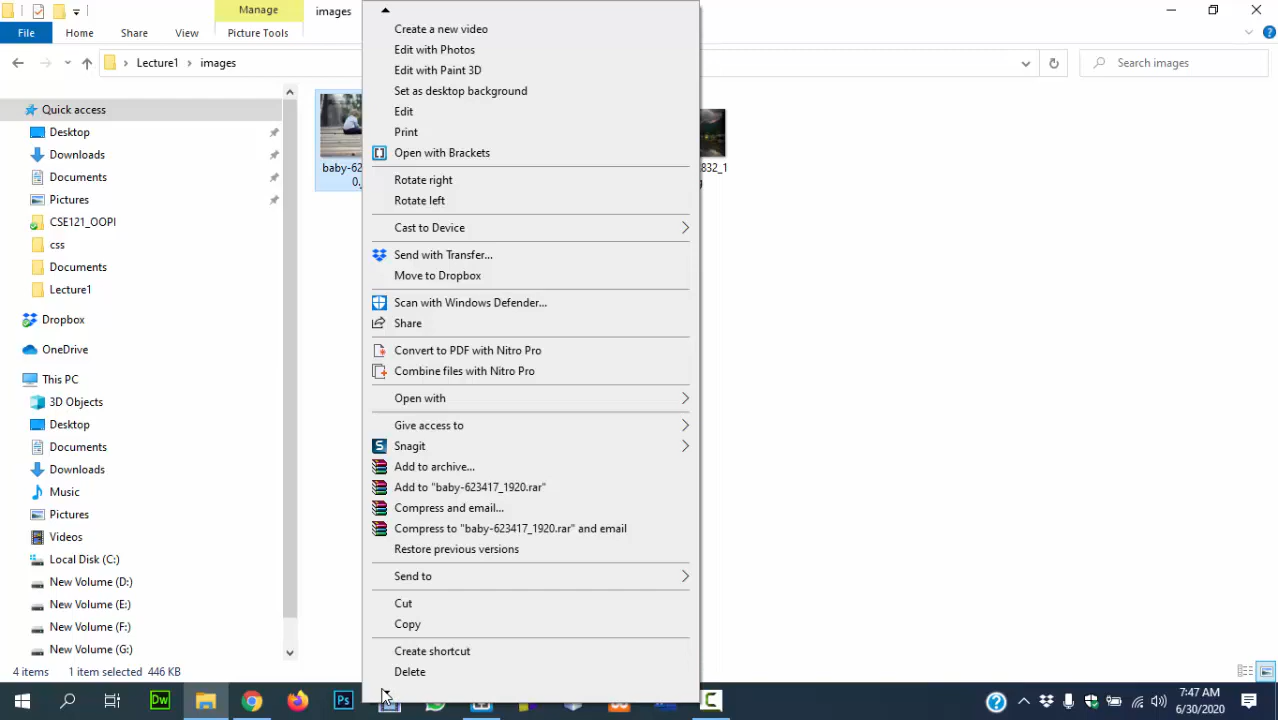 Manage
images
File
Home
Share
View
Picture Tools
Lecture1
images
Search images
Quick access
Desktop
Downloads
Documents
Pictures
CSE121_OOPI
css
Documents
Lecture1
Dropbox
OneDrive
This PC
3D Objects
Desktop
Documents
Downloads
Music
Pictures
Videos
Local Disk (C:)
New Volume (D:)
New Volume (E:)
New Volume (F:)
New Volume (G:)
baby-62
0.
832_1
Create a new video
Edit with Photos
Edit with Paint 3D
Set as desktop background
Edit
Print
Open with Brackets
Rotate right
Rotate left
Cast to Device
Send with Transfer...
Move to Dropbox
Scan with Windows Defender...
Share
Convert to PDF with Nitro Pro
Combine files with Nitro Pro
Open with
Give access to
Snagit
Add to archive...
Add to "baby-623417_1920.rar"
Compress and email...
Compress to "baby-623417_1920.rar" and email
Restore previous versions
Send to
Cut
Copy
Create shortcut
Delete
4 items 1 item selected 446 KB
Dw
Ps
7:47 AM
6/30/2020